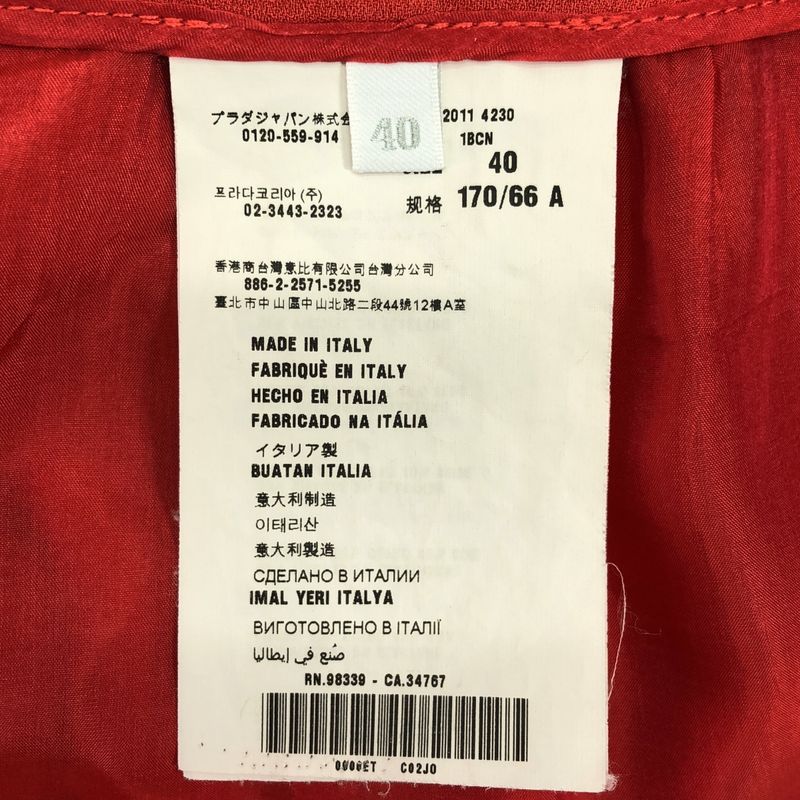 プラダジャパン株式会
2011 4230
0120-559-914
40
1BCN
40
프라다코리아 (주)
02-3443-2323
规格 170/66 A
香港商台灣意比有限公司台灣分公司
886-2-2571-5255
臺北市中山區中山北路二段44號12樓A室
MADE IN ITALY
FABRIQUÈ EN ITALY
HECHO EN ITALIA
FABRICADO NA ITÁLIA
イタリア製
BUATAN ITALIA
意大利制造
이태리산
意大利製造
СДЕЛАНО В ИТАЛИИ
IMAL YERI ITALYA
ВИГОТОВЛЕНО В ІТАЛІЇ
صُنع في إيطاليا
RN.98339 - CA.34767
C02J0